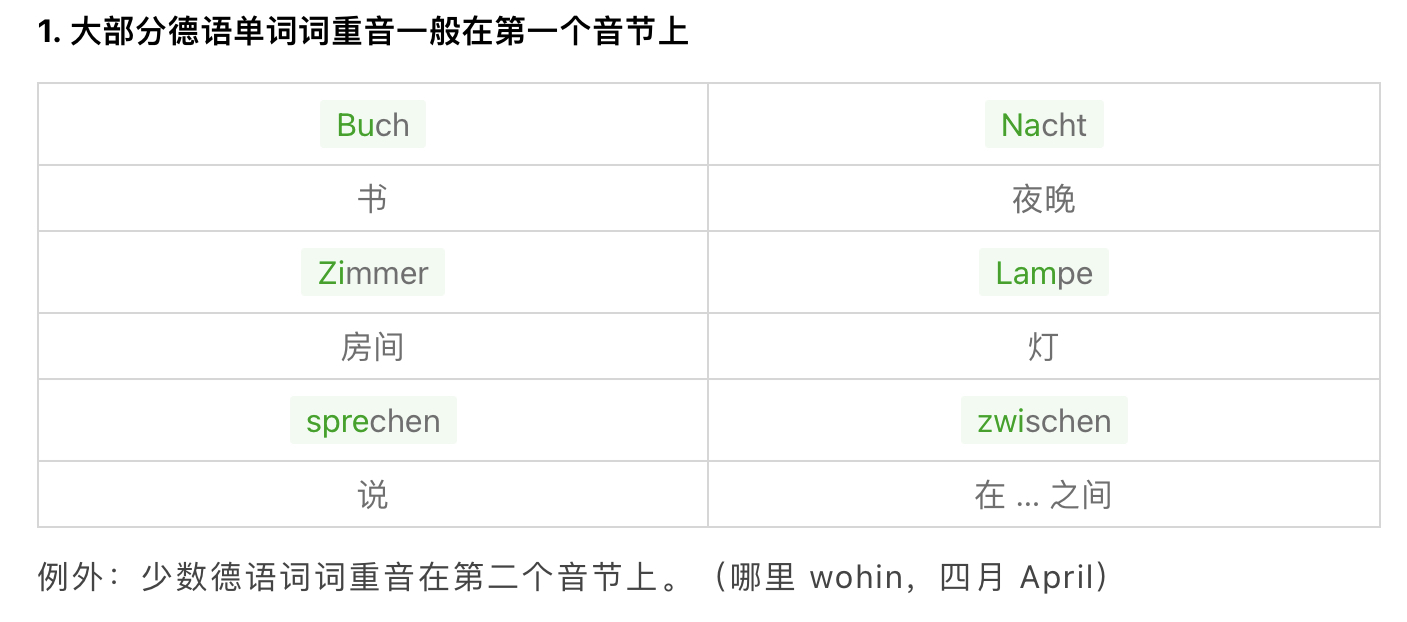 1. 大部分德语单词词重音一般在第一个音节上
Buch Nacht
书 夜晚
Zimmer Lampe
房间 灯
sprechen zwischen
说 在 ... 之间
例外：少数德语词词重音在第二个音节上。（哪里 wohin，四月 April）